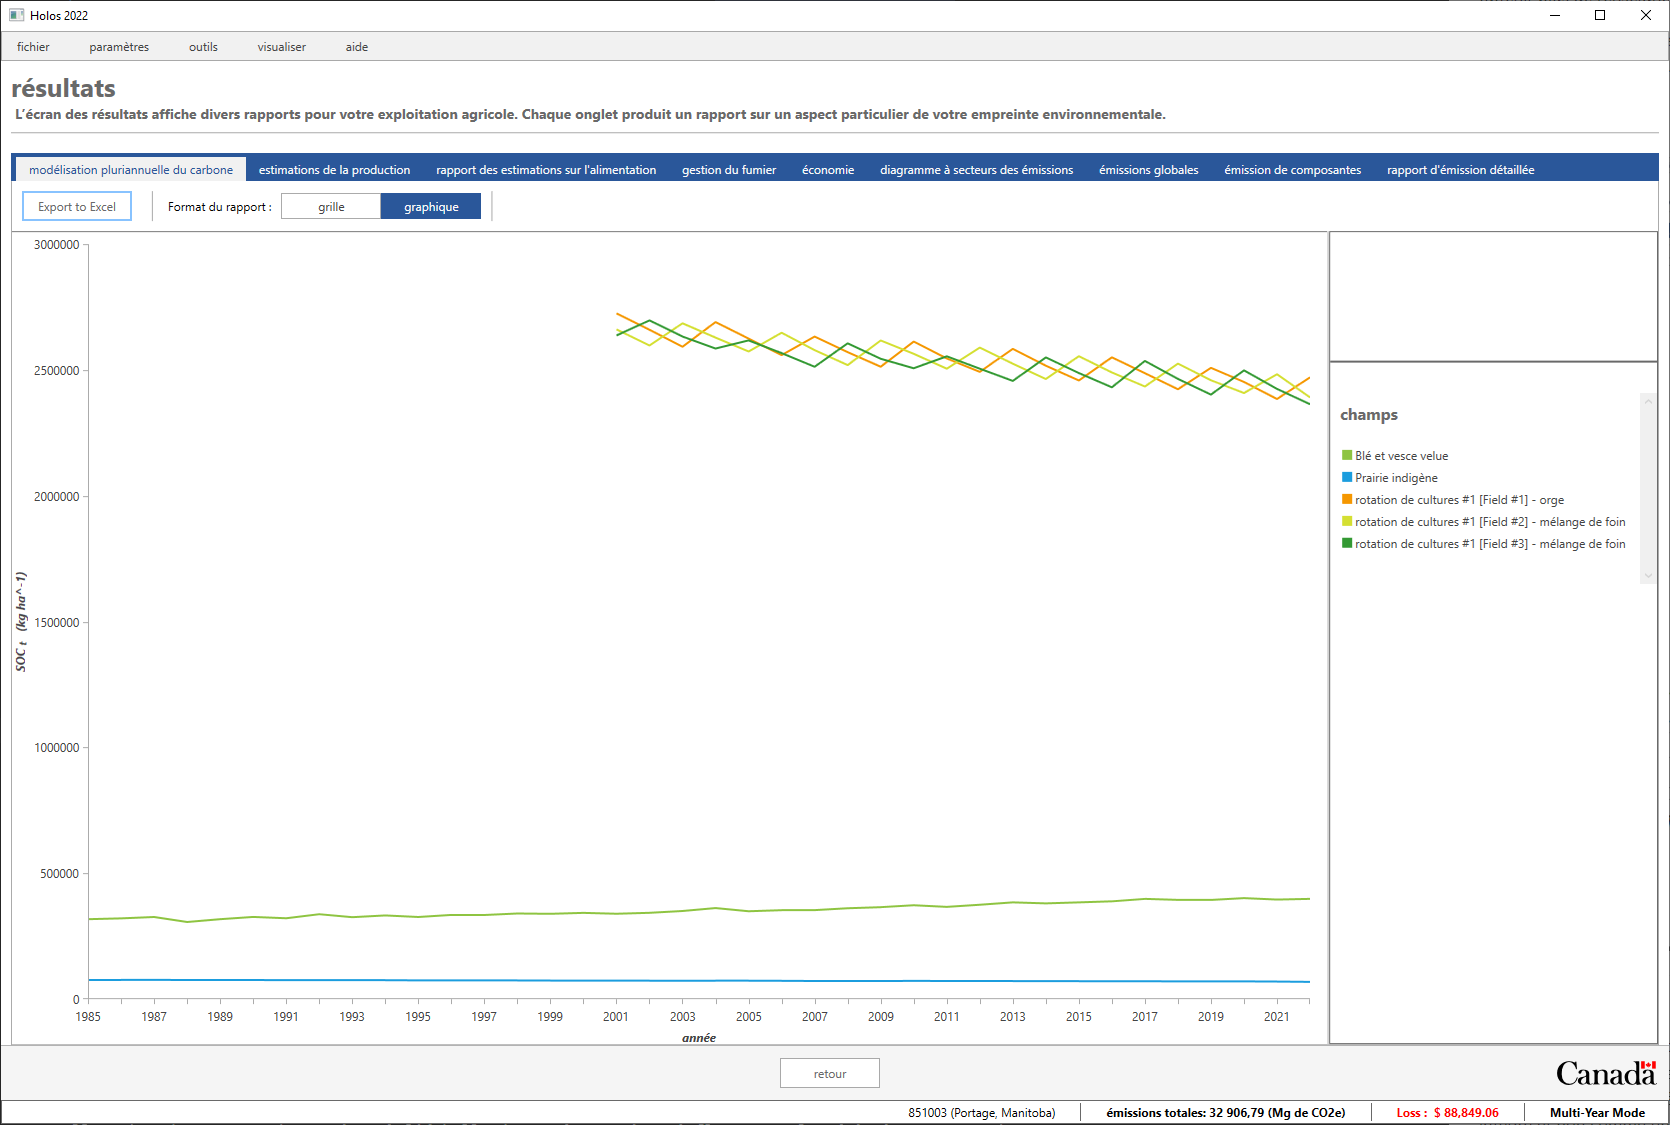 Holos 2022
fichier paramètres outils visualiser aide
résultats
L'écran des résultats affiche divers rapports pour votre exploitation agricole. Chaque onglet produit un rapport sur un aspect particulier de votre empreinte environnementale.
modélisation pluriannuelle du carbone estimations de la production rapport des estimations sur l'alimentation gestion du fumier économie diagramme à secteurs des émissions émissions globales émission de composantes rapport d'émission détaillée
Export to Excel Format du rapport : grille graphique
3000000
2500000
2000000
1500000
1000000
500000
0
SOC t (kg ha^-1)
1985 1987 1989 1991 1993 1995 1997 1999 2001 2003 2005 2007 2009 2011 2013 2015 2017 2019 2021
année
champs
Blé et vesce velue
Prairie indigène
rotation de cultures #1 [Field #1] - orge
rotation de cultures #1 [Field #2] - mélange de foin
rotation de cultures #1 [Field #3] - mélange de foin
retour
Canada
851003 (Portage, Manitoba) émissions totales: 32 906,79 (Mg de CO2e) Loss : $ 88,849.06 Multi-Year Mode